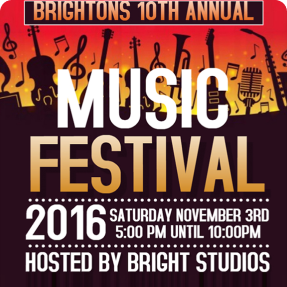 BRIGHTONS 10TH ANNUAL
MUSIC
FESTIVAL
2016 SATURDAY NOVEMBER 3RD
5:00 PM UNTIL 10:00PM
HOSTED BY BRIGHT STUDIOS